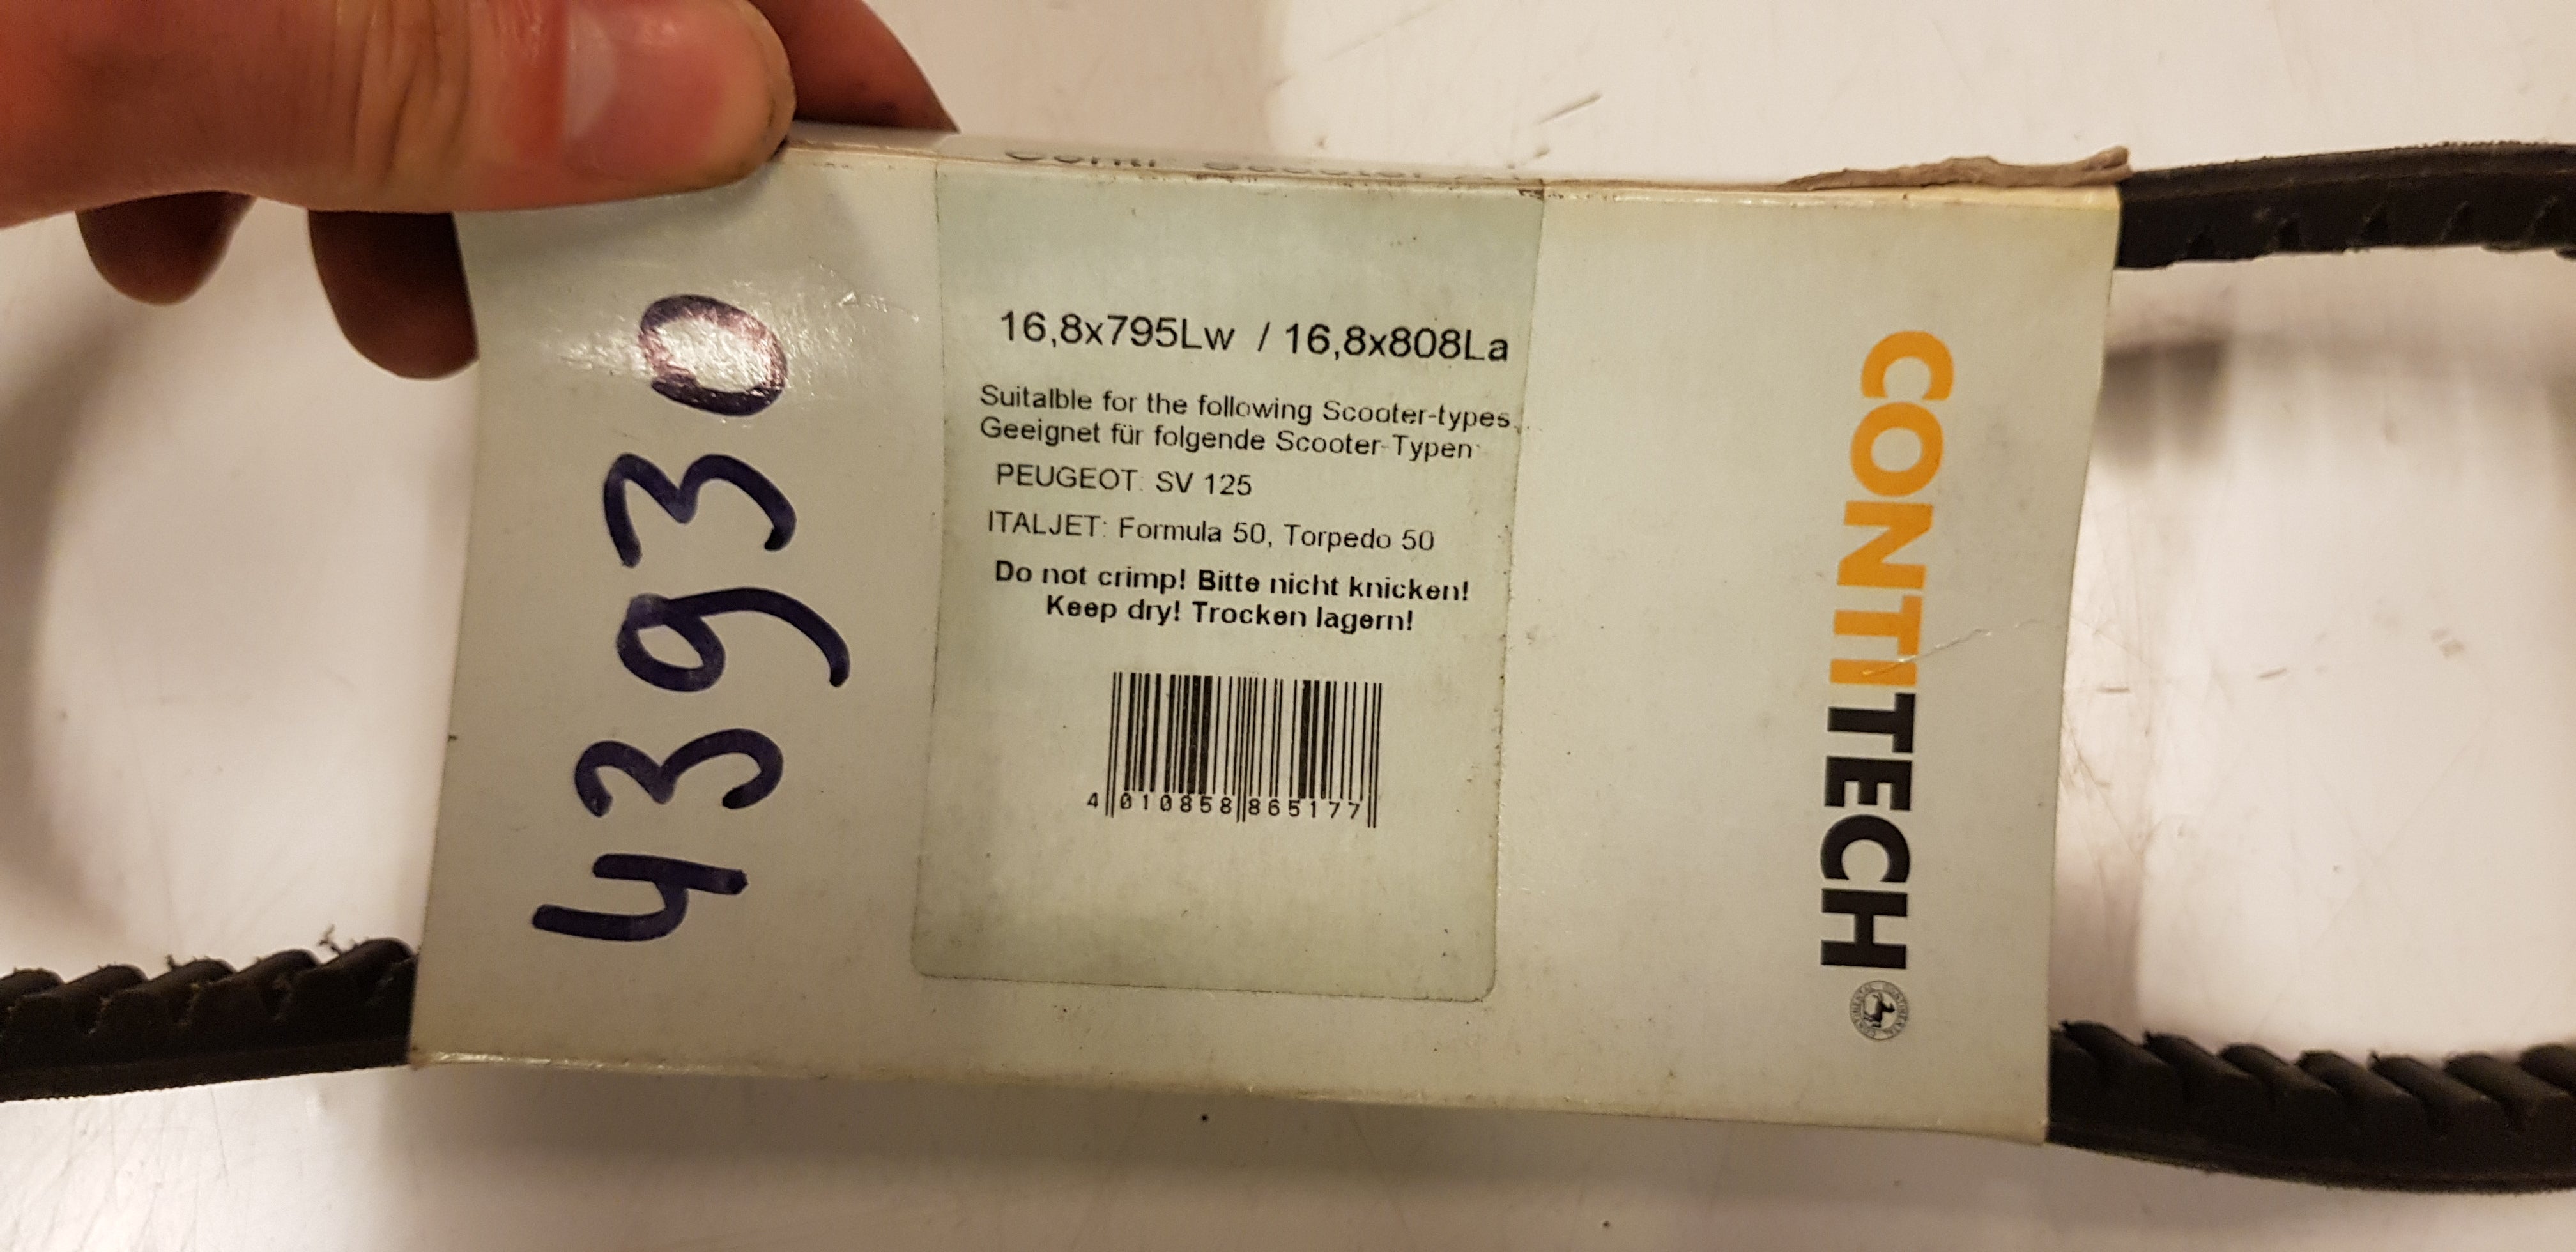 16,8x795Lw / 16,8x808La
Suitalble for the following Scooter-types
Geeignet für folgende Scooter-Typen
PEUGEOT: SV 125
ITALJET: Formula 50, Torpedo 50
Do not crimp! Bitte nicht knicken!
Keep dry! Trocken lagern!
4 010858 865177
43930
CONTITECH